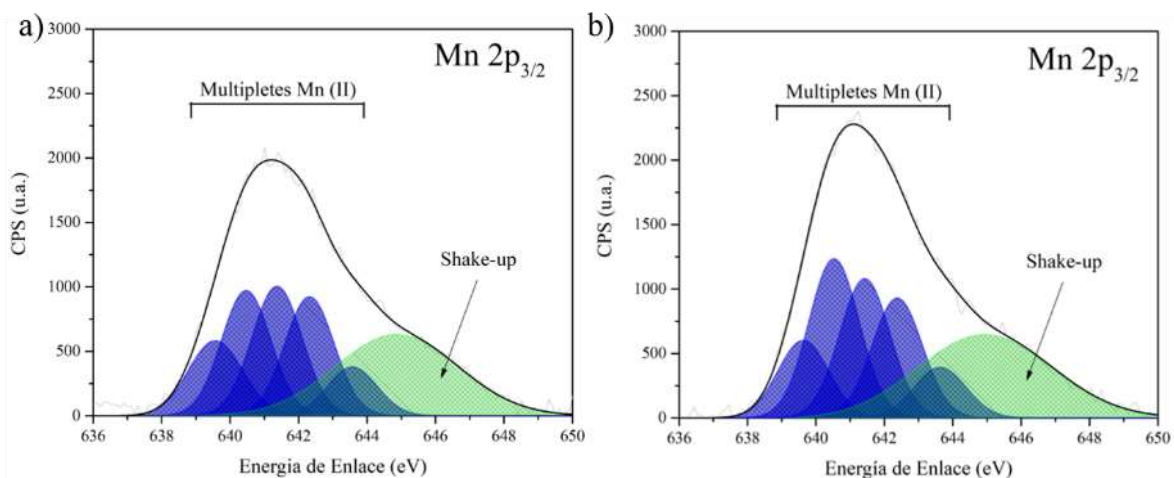 a)
Mn 2p3/2
Multipletes Mn (II)
Shake-up
CPS (u.a.)
3000
2500
2000
1500
1000
500
0
636 638 640 642 644 646 648 650
Energía de Enlace (eV)
b)
Mn 2p3/2
Multipletes Mn (II)
Shake-up
CPS (u.a.)
3000
2500
2000
1500
1000
500
0
636 638 640 642 644 646 648 650
Energía de Enlace (eV)